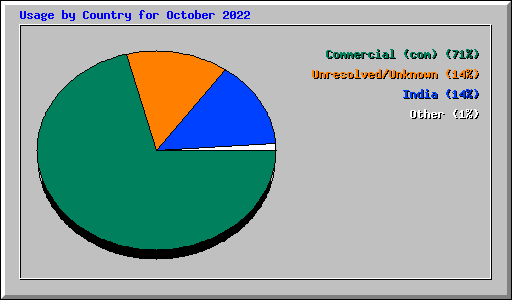 Usage by Country for October 2022
Commercial (com) (71%)
Unresolved/Unknown (14%)
India (14%)
Other (1%)